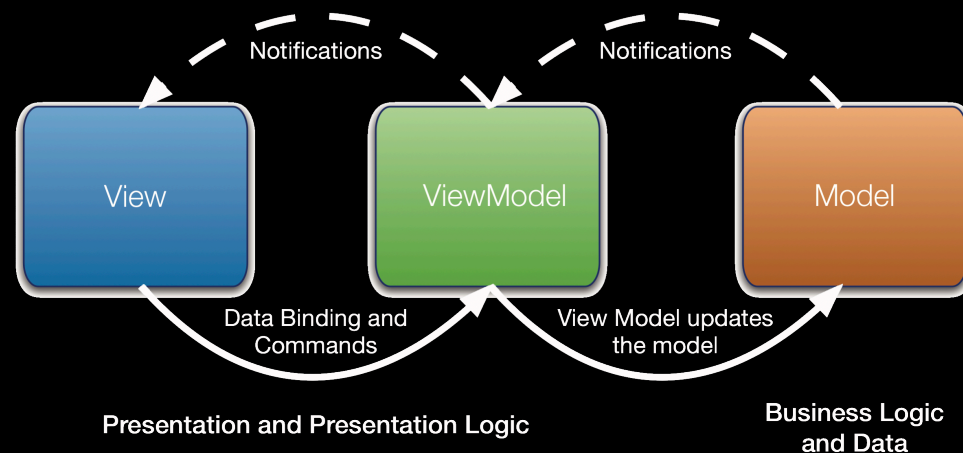 Notifications
Notifications
View
ViewModel
Model
Data Binding and
Commands
View Model updates
the model
Presentation and Presentation Logic
Business Logic
and Data